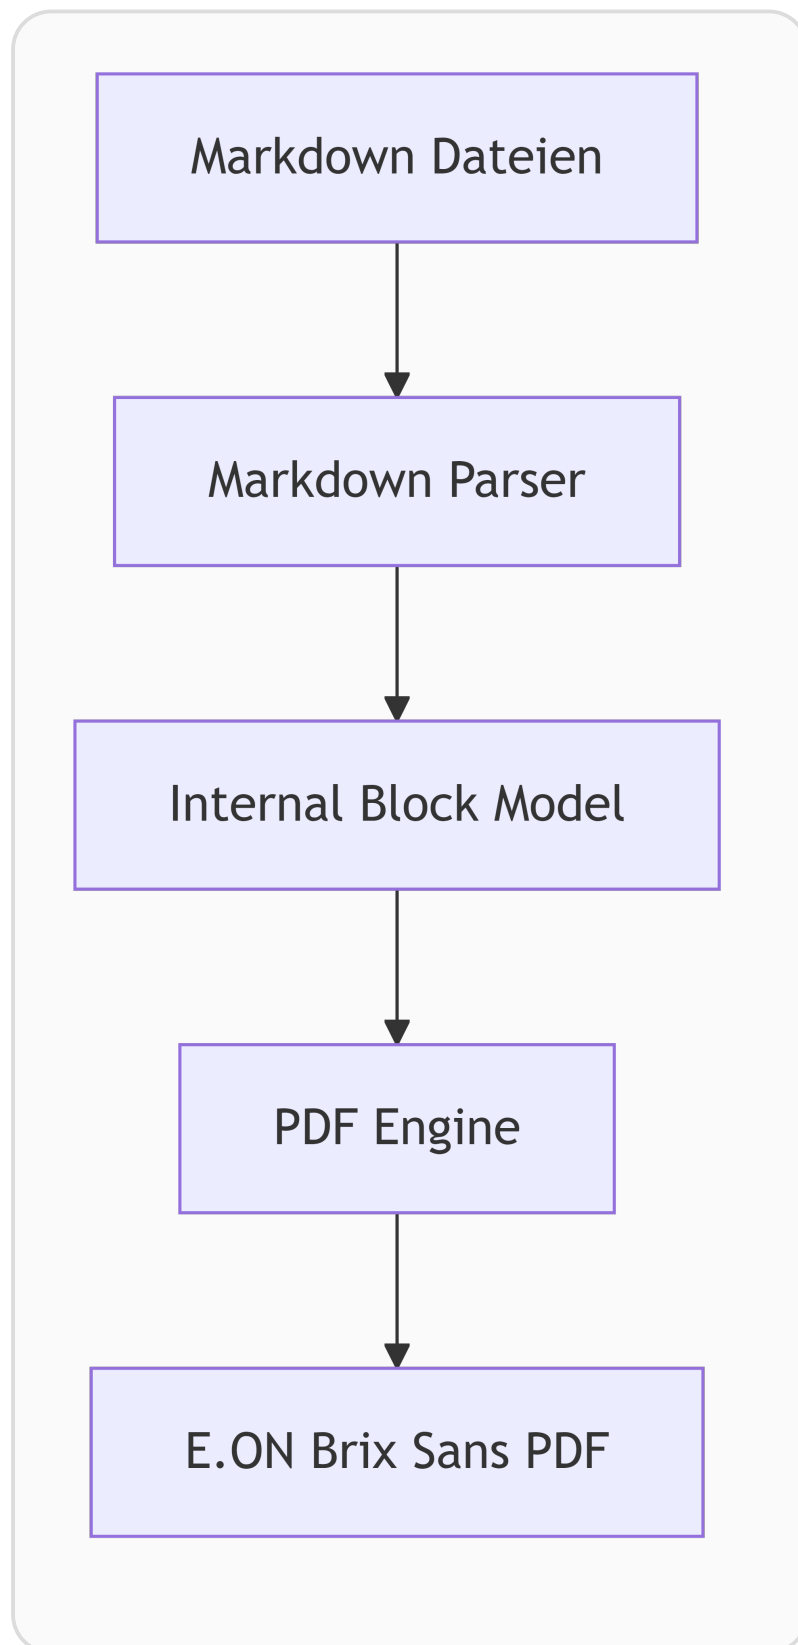 Markdown Dateien
Markdown Parser
Internal Block Model
PDF Engine
E.ON Brix Sans PDF